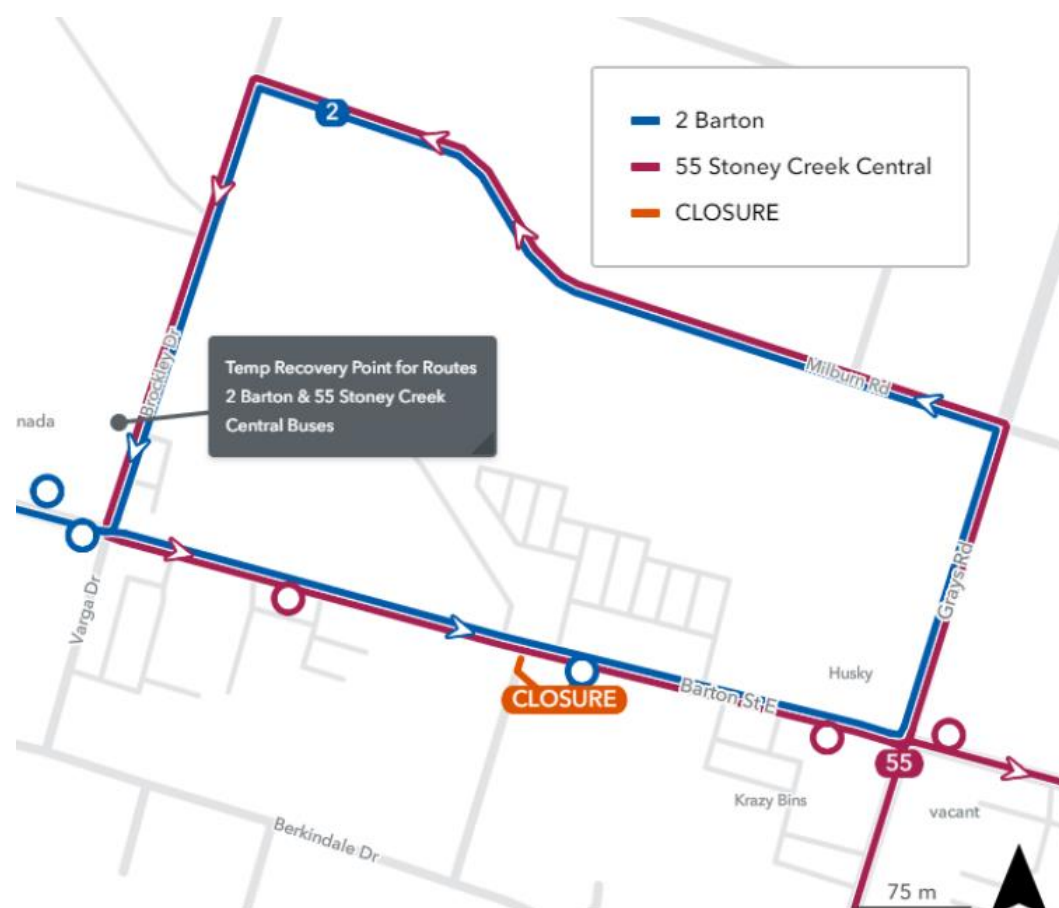 2
2 Barton
55 Stoney Creek Central
CLOSURE
Brockley Dr
Temp Recovery Point for Routes
2 Barton & 55 Stoney Creek
Central Buses
Milburn Rd
nada
Grays Rd
Varga Dr
Husky
CLOSURE
Barton St E
55
Krazy Bins
vacant
Berkindale Dr
75 m